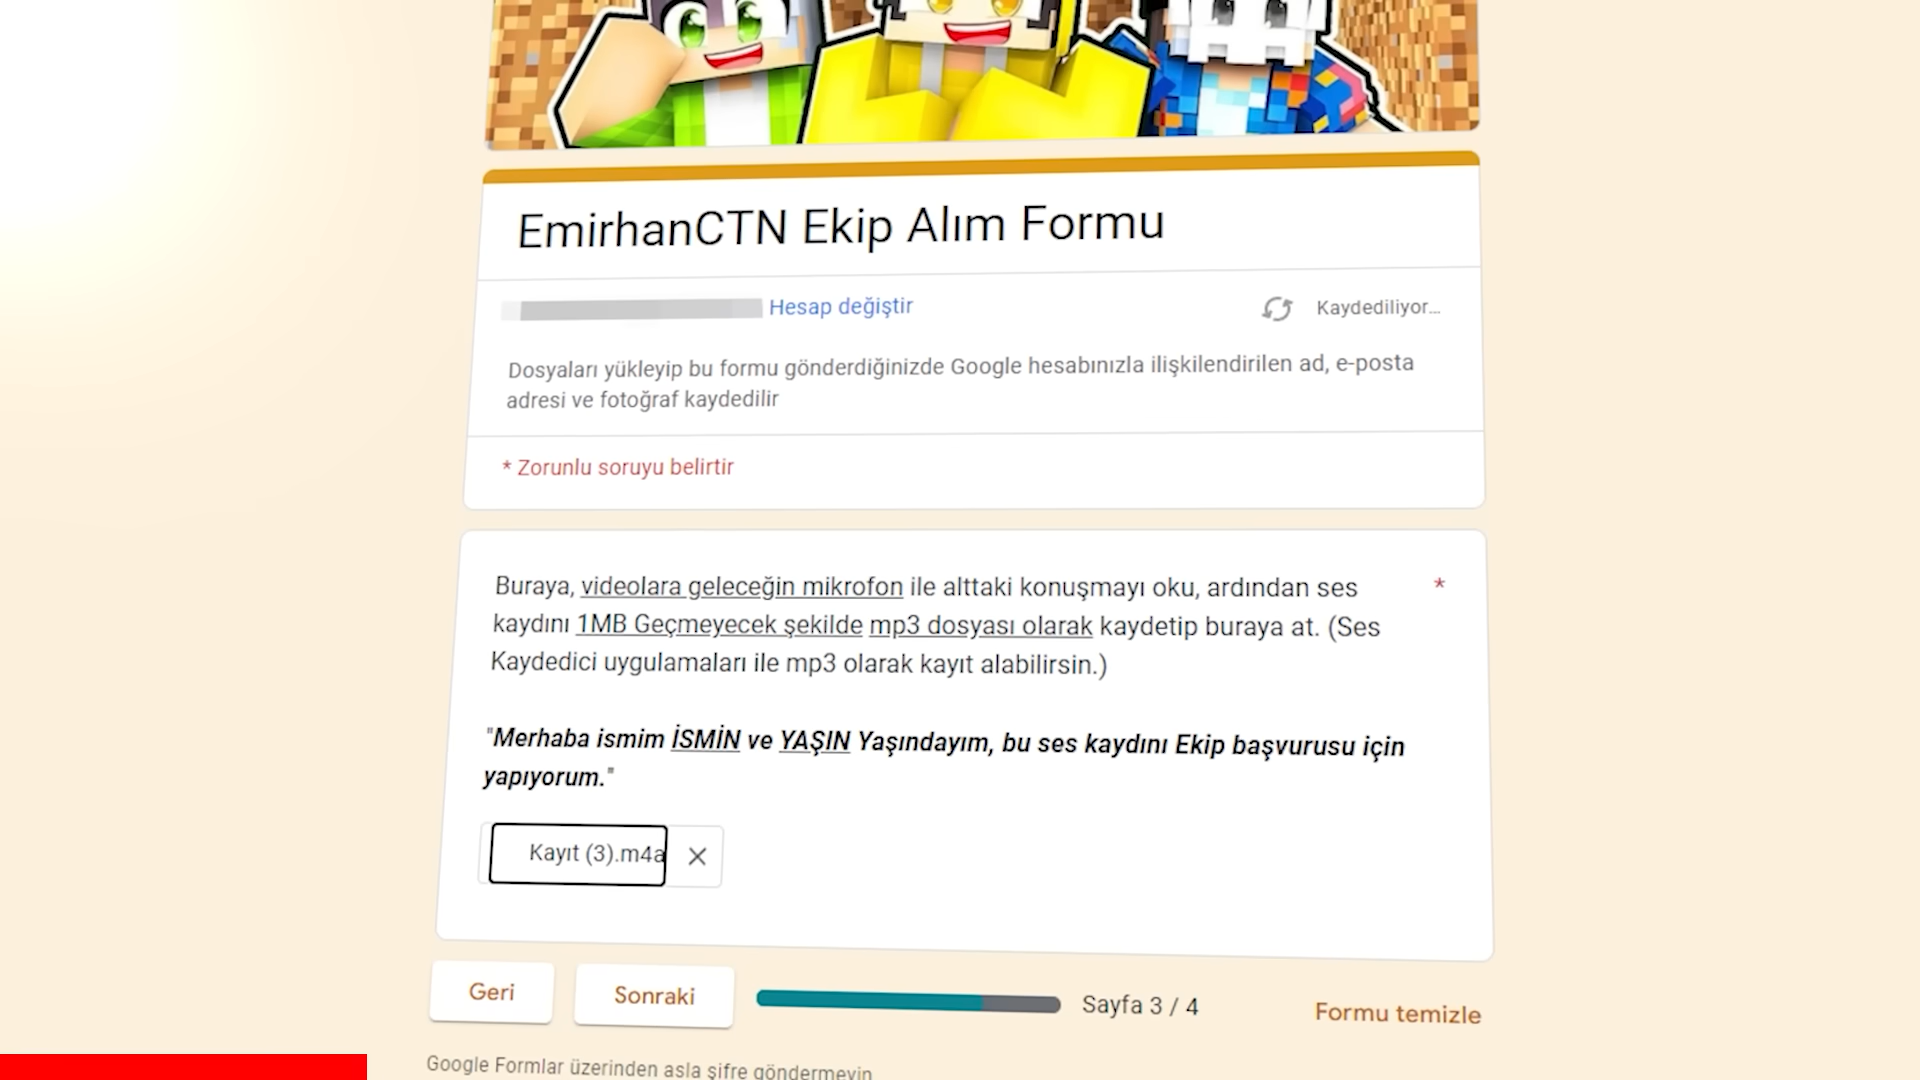 EmirhanCTN Ekip Alım Formu
Hesap değiştir
Kaydediliyor...
Dosyaları yükleyip bu formu gönderdiğinizde Google hesabınızla ilişkilendirilen ad, e-posta
adresi ve fotoğraf kaydedilir
* Zorunlu soruyu belirtir
Buraya, videolara geleceğin mikrofon ile alttaki konuşmayı oku, ardından ses *
kaydını 1MB Geçmeyecek şekilde mp3 dosyası olarak kaydetip buraya at. (Ses
Kaydedici uygulamaları ile mp3 olarak kayıt alabilirsin.)
"Merhaba ismim İSMİN ve YAŞIN Yaşındayım, bu ses kaydını Ekip başvurusu için
yapıyorum."
Kayıt (3).m4a
Geri
Sonraki
Sayfa 3 / 4
Formu temizle
Google Formlar üzerinden asla şifre göndermeyin